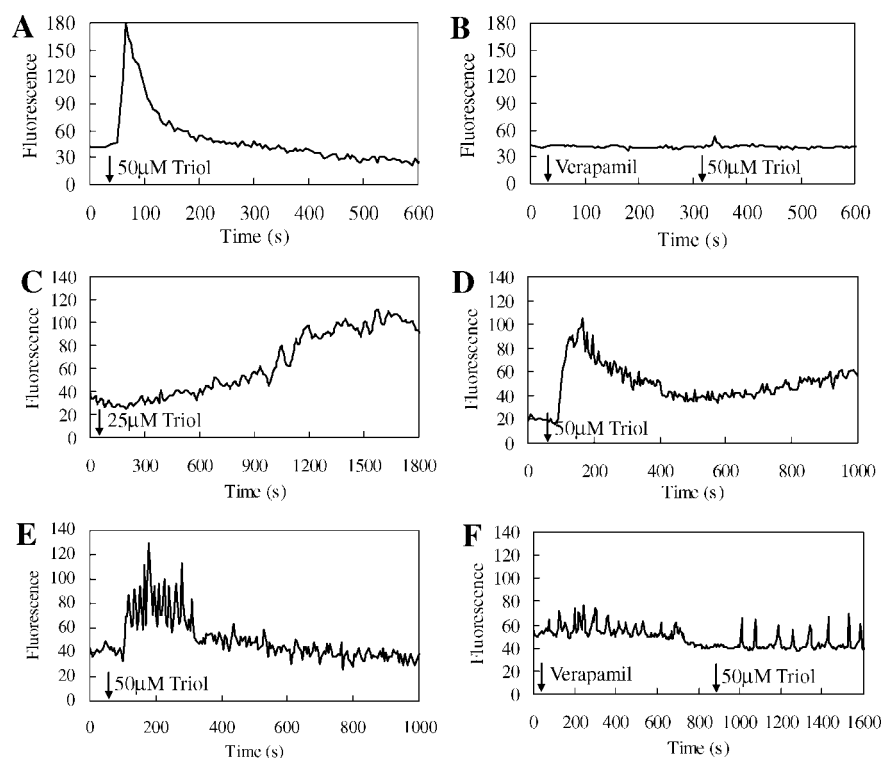 A
Fluorescence
180
150
120
90
60
30
0
50μM Triol
0 100 200 300 400 500 600
Time (s)
B
Fluorescence
180
150
120
90
60
30
0
Verapamil
50μM Triol
0 100 200 300 400 500 600
Time (s)
C
Fluorescence
140
120
100
80
60
40
20
0
25μM Triol
0 300 600 900 1200 1500 1800
Time (s)
D
Fluorescence
140
120
100
80
60
40
20
0
50μM Triol
0 200 400 600 800 1000
Time (s)
E
Fluorescence
140
120
100
80
60
40
20
0
50μM Triol
0 200 400 600 800 1000
Time (s)
F
Fluorescence
140
120
100
80
60
40
20
0
Verapamil
50μM Triol
0 200 400 600 800 1000 1200 1400 1600
Time (s)